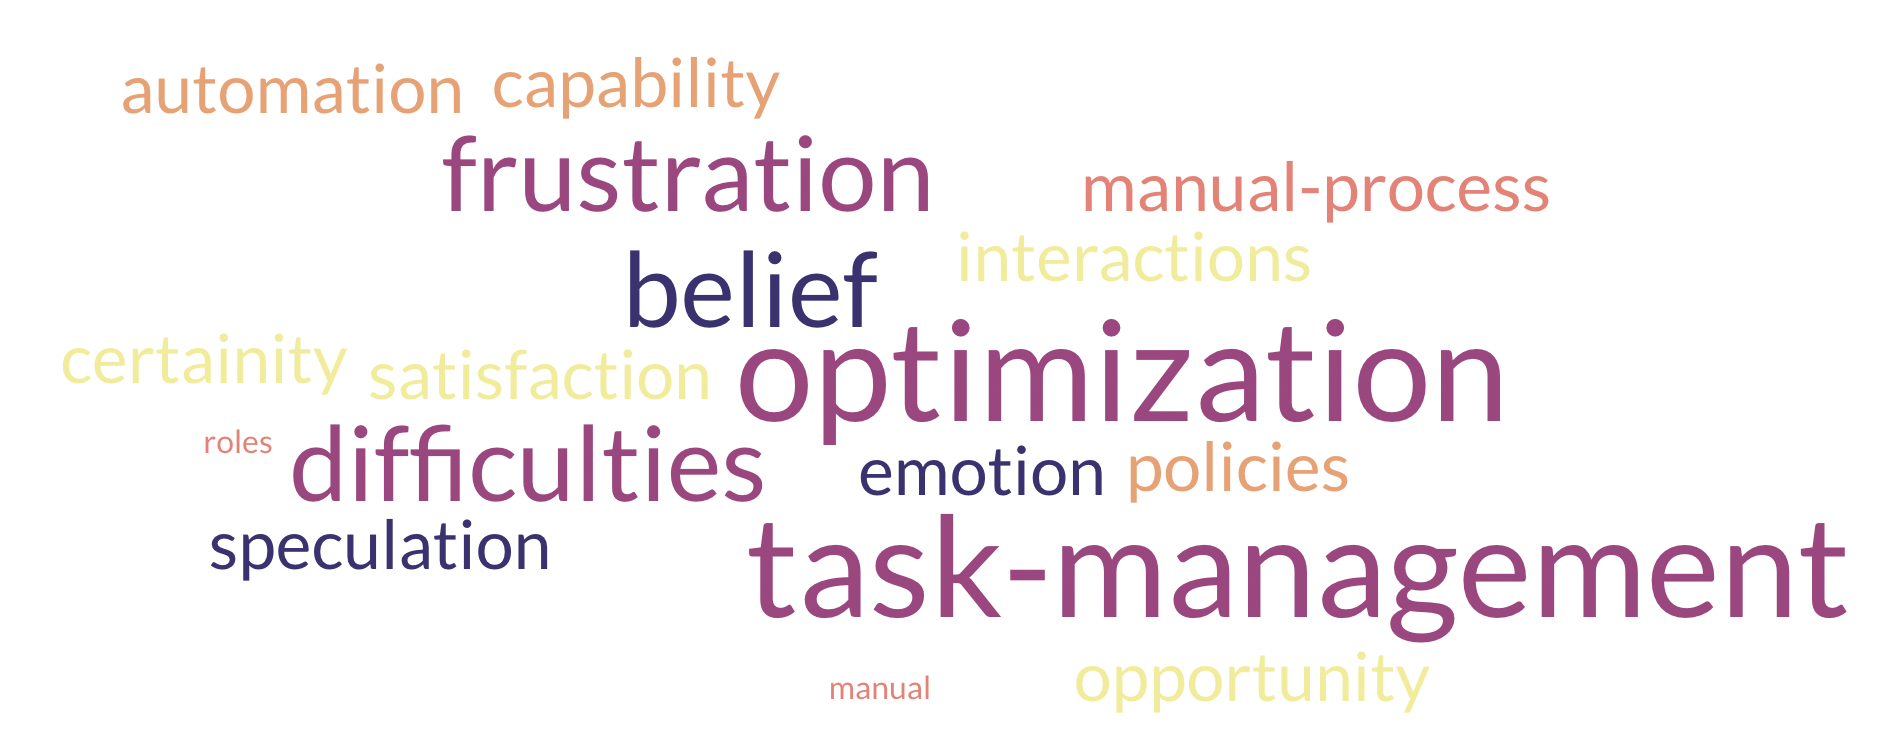 automation capability
frustration
manual-process
interactions
belief
certainity satisfaction
optimization
roles
difficulties
emotion policies
speculation
task-management
manual
opportunity